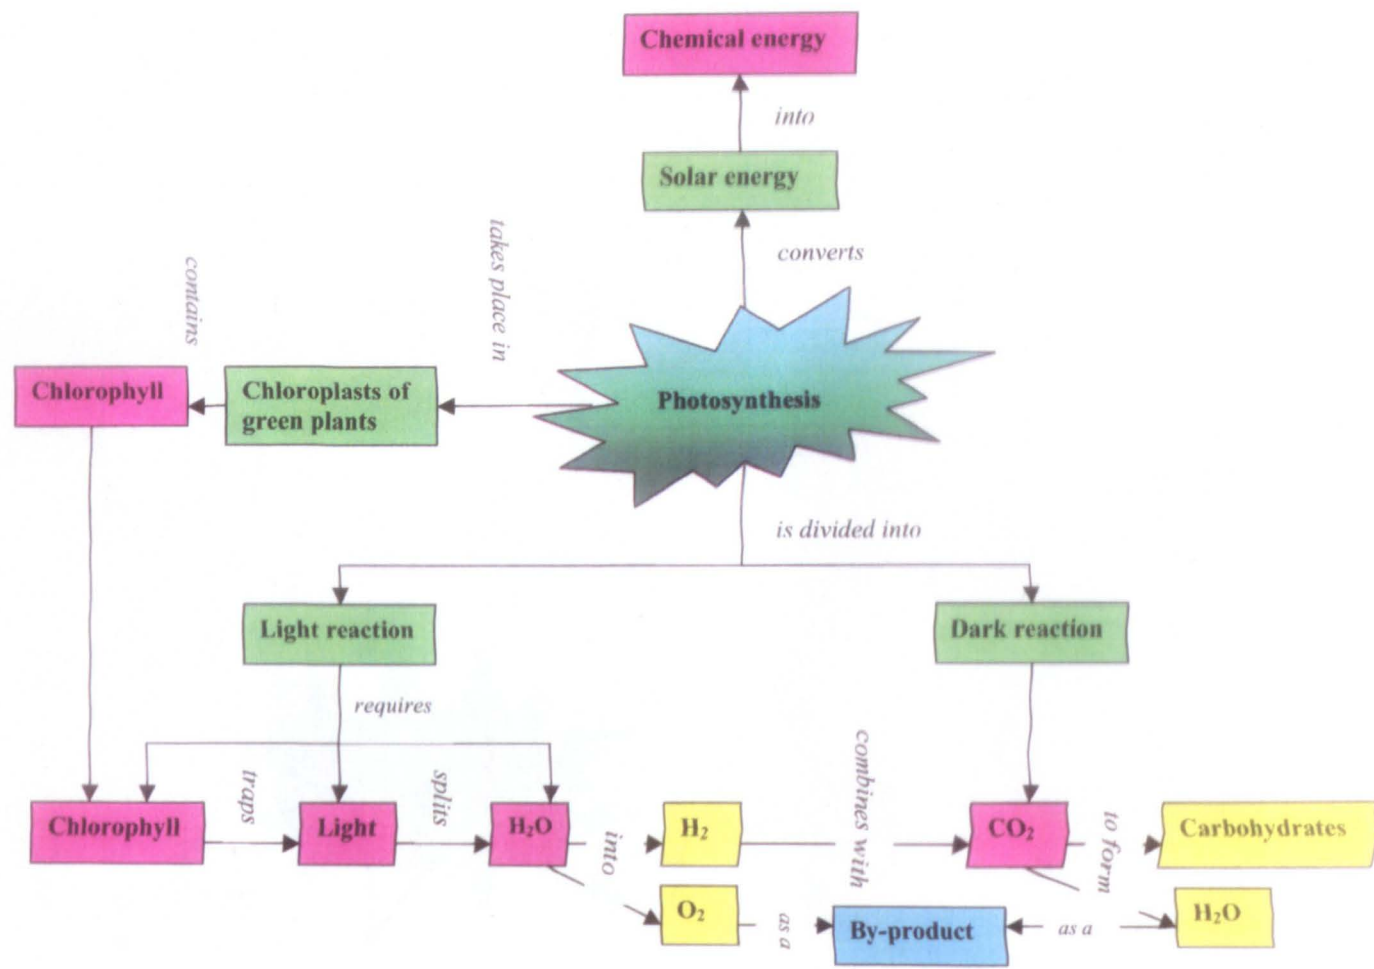 Chemical energy
into
Solar energy
converts
takes place in
contains
Chlorophyll
Chloroplasts of
green plants
Photosynthesis
is divided into
Light reaction
Dark reaction
requires
combines with
Chlorophyll
traps
Light
splits
H₂O
into
H₂
CO₂
to form
Carbohydrates
O₂
as a
By-product
as a
H₂O